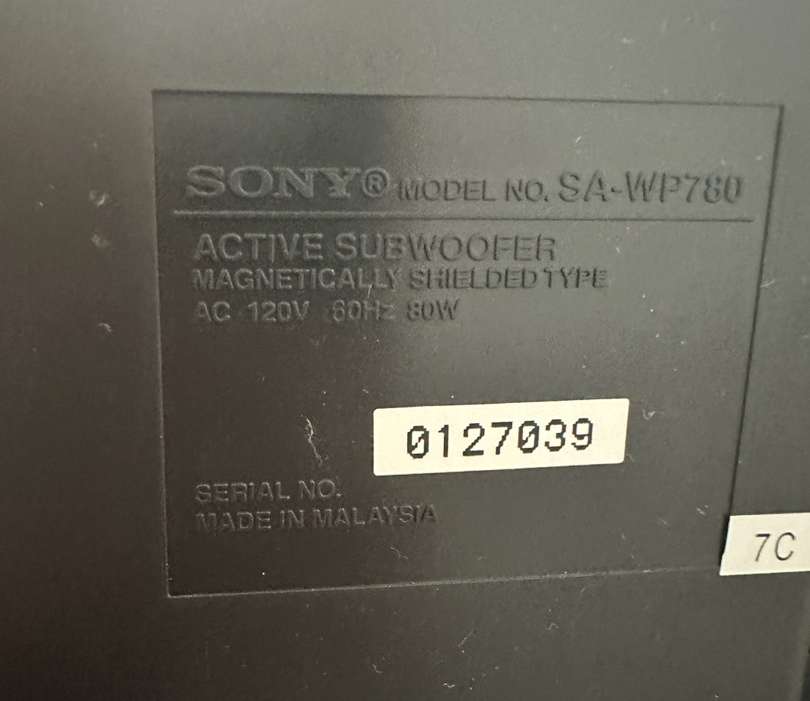 SONY® MODEL NO. SA-WP780
ACTIVE SUBWOOFER
MAGNETICALLY SHIELDED TYPE
AC 120V 60Hz 80W
0127039
SERIAL NO.
MADE IN MALAYSIA
7C